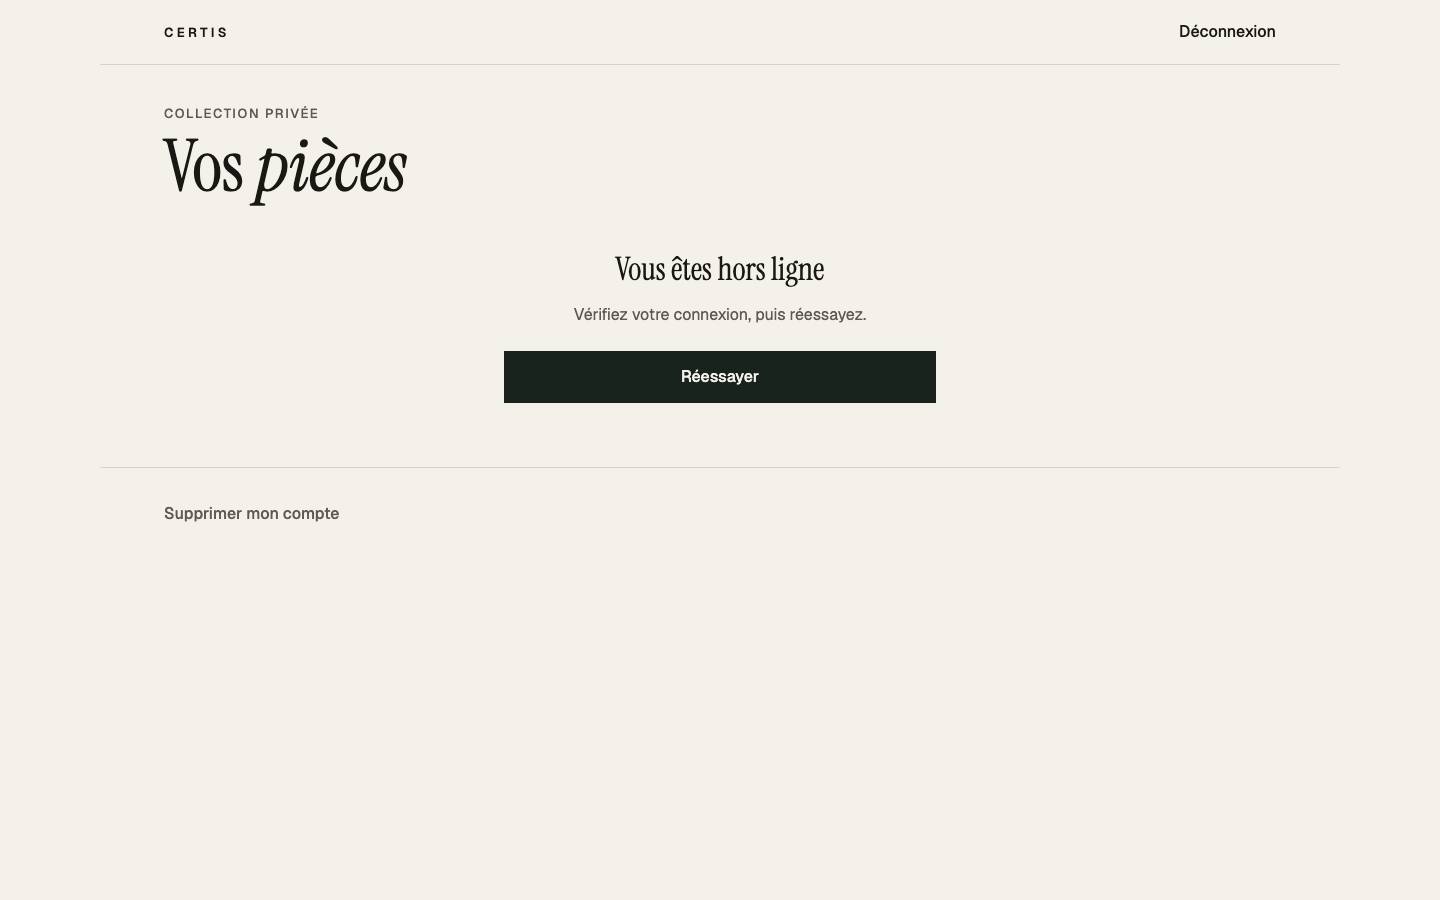 CERTIS
Déconnexion
COLLECTION PRIVÉE
Vos pièces
Vous êtes hors ligne
Vérifiez votre connexion, puis réessayez.
Réessayer
Supprimer mon compte